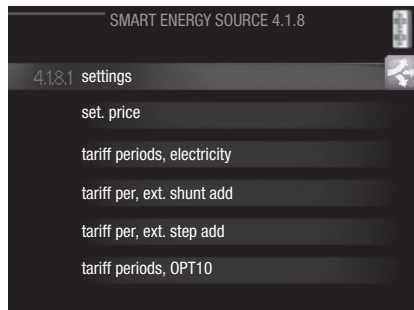 SMART ENERGY SOURCE 4.1.8
4.1.8.1 settings
set. price
tariff periods, electricity
tariff per, ext. shunt add
tariff per, ext. step add
tariff periods, OPT10